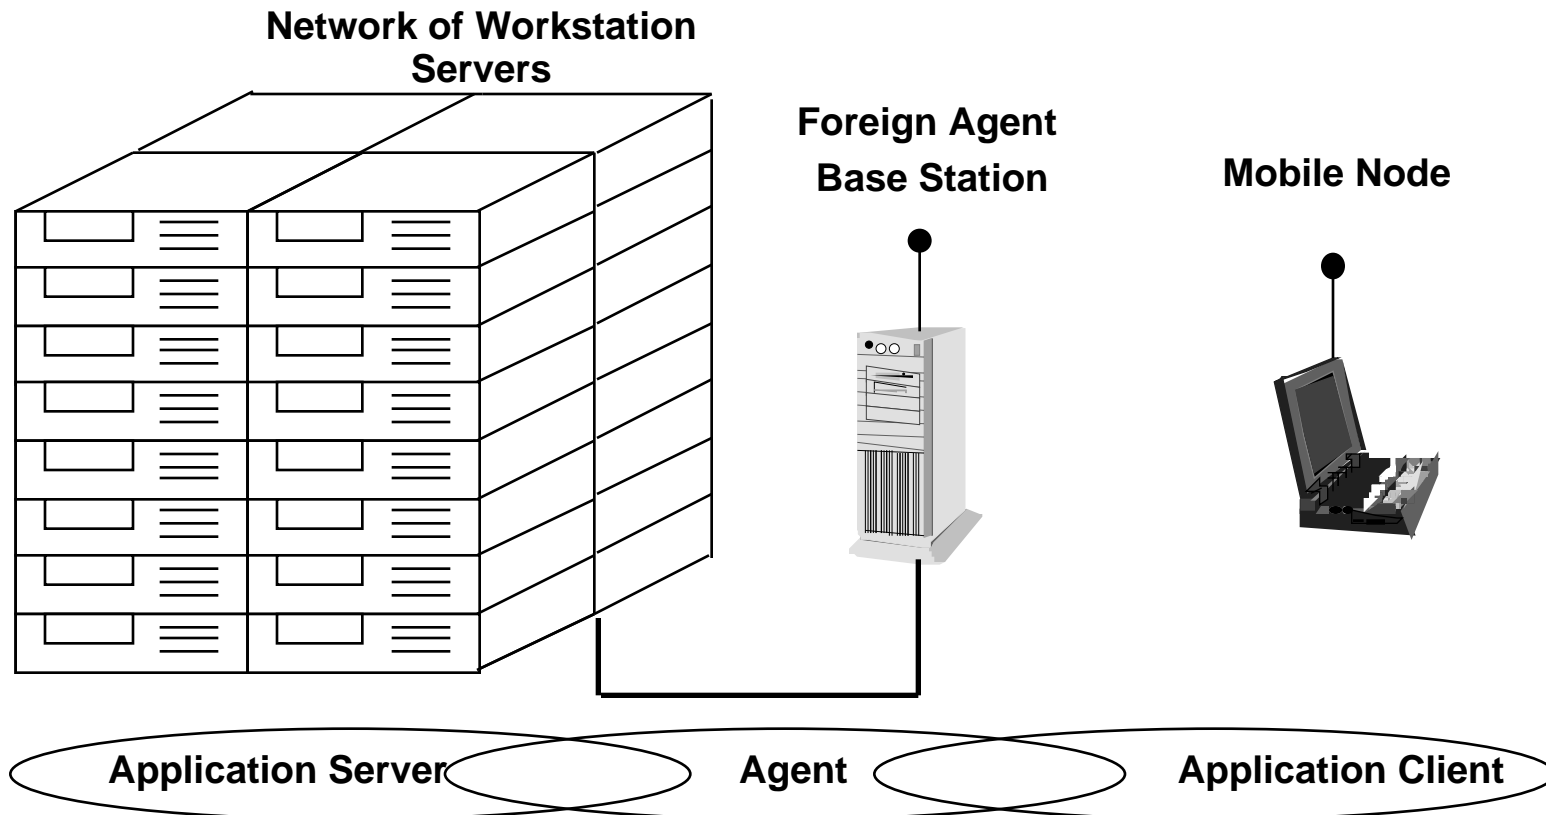 Network of Workstation
Servers
Foreign Agent
Base Station
Mobile Node
Application Server
Agent
Application Client